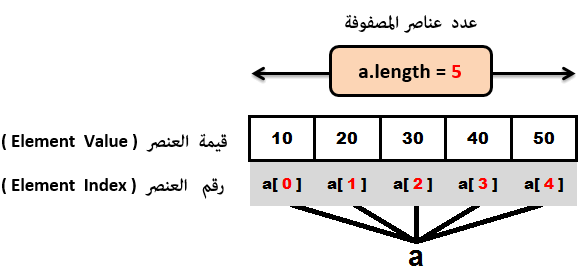 عدد عناصر المصفوفة
a.length = 5
قيمة العنصر ( Element Value ) 10 20 30 40 50
رقم العنصر ( Element Index ) a[ 0 ] a[ 1 ] a[ 2 ] a[ 3 ] a[ 4 ]
a